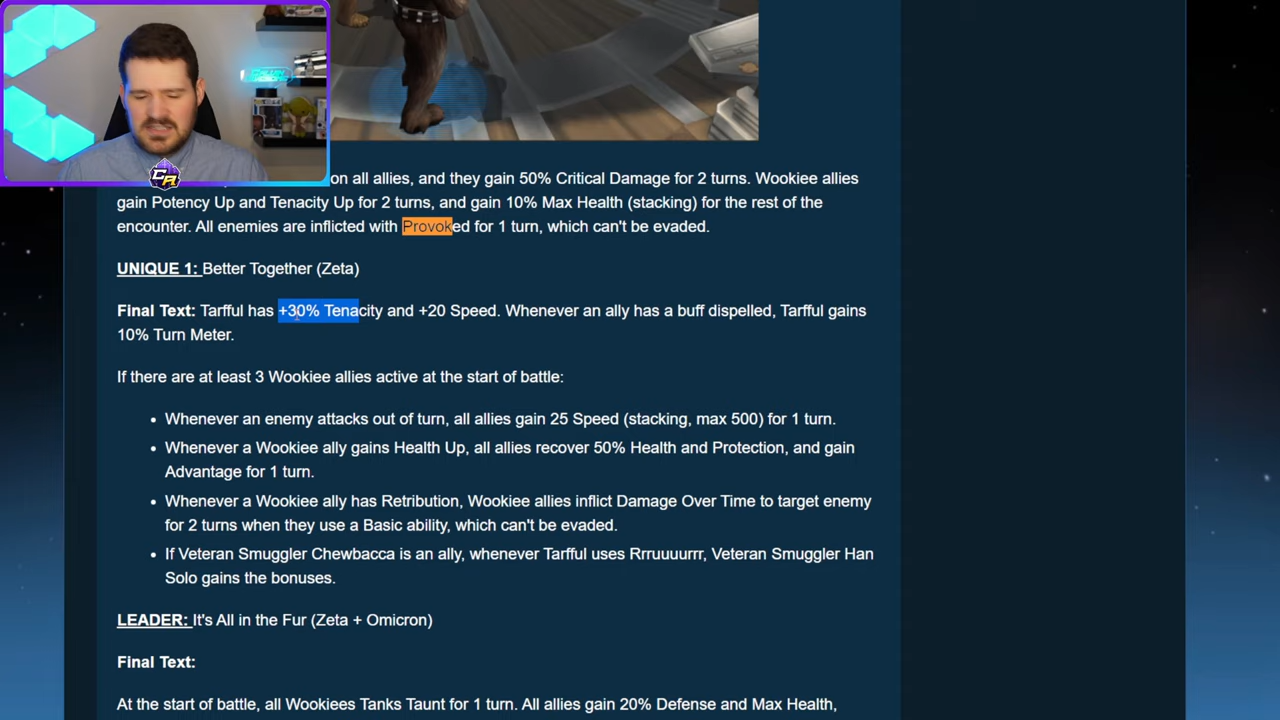 on all allies, and they gain 50% Critical Damage for 2 turns. Wookiee allies
gain Potency Up and Tenacity Up for 2 turns, and gain 10% Max Health (stacking) for the rest of the
encounter. All enemies are inflicted with Provoked for 1 turn, which can't be evaded.
UNIQUE 1: Better Together (Zeta)
Final Text: Tarfful has +30% Tenacity and +20 Speed. Whenever an ally has a buff dispelled, Tarfful gains
10% Turn Meter.
If there are at least 3 Wookiee allies active at the start of battle:
• Whenever an enemy attacks out of turn, all allies gain 25 Speed (stacking, max 500) for 1 turn.
• Whenever a Wookiee ally gains Health Up, all allies recover 50% Health and Protection, and gain
Advantage for 1 turn.
• Whenever a Wookiee ally has Retribution, Wookiee allies inflict Damage Over Time to target enemy
for 2 turns when they use a Basic ability, which can't be evaded.
• If Veteran Smuggler Chewbacca is an ally, whenever Tarfful uses Rrruuurrr, Veteran Smuggler Han
Solo gains the bonuses.
LEADER: It's All in the Fur (Zeta + Omicron)
Final Text:
At the start of battle, all Wookiees Tanks Taunt for 1 turn. All allies gain 20% Defense and Max Health,